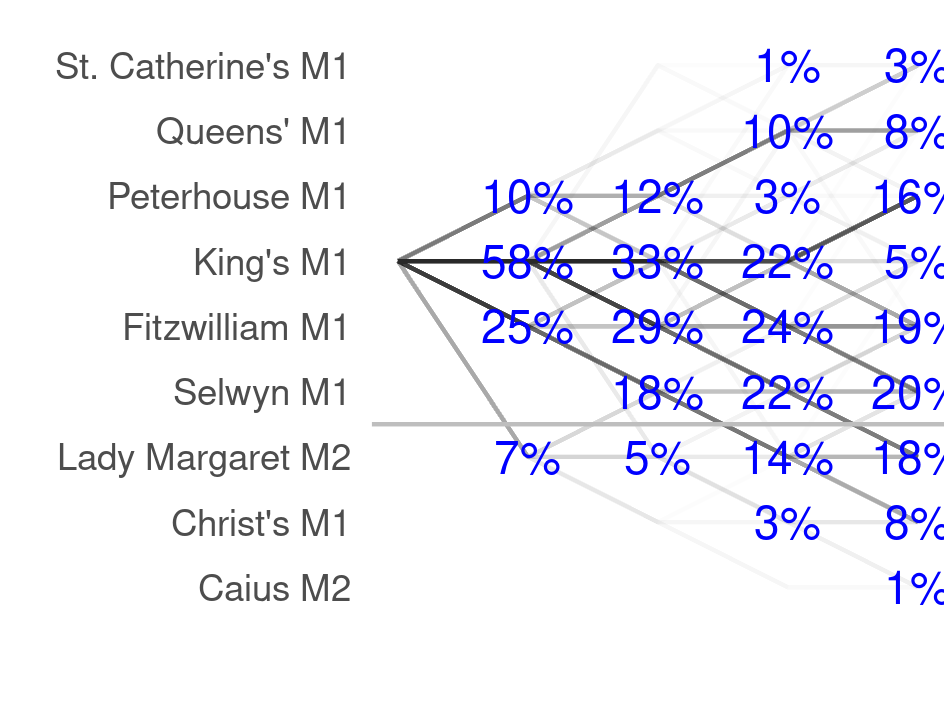 St. Catherine's M1 1% 3%
Queens' M1 10% 8%
Peterhouse M1 10% 12% 3% 16%
King's M1 58% 33% 22% 5%
Fitzwilliam M1 25% 29% 24% 19%
Selwyn M1 18% 22% 20%
Lady Margaret M2 7% 5% 14% 18%
Christ's M1 3% 8%
Caius M2 1%